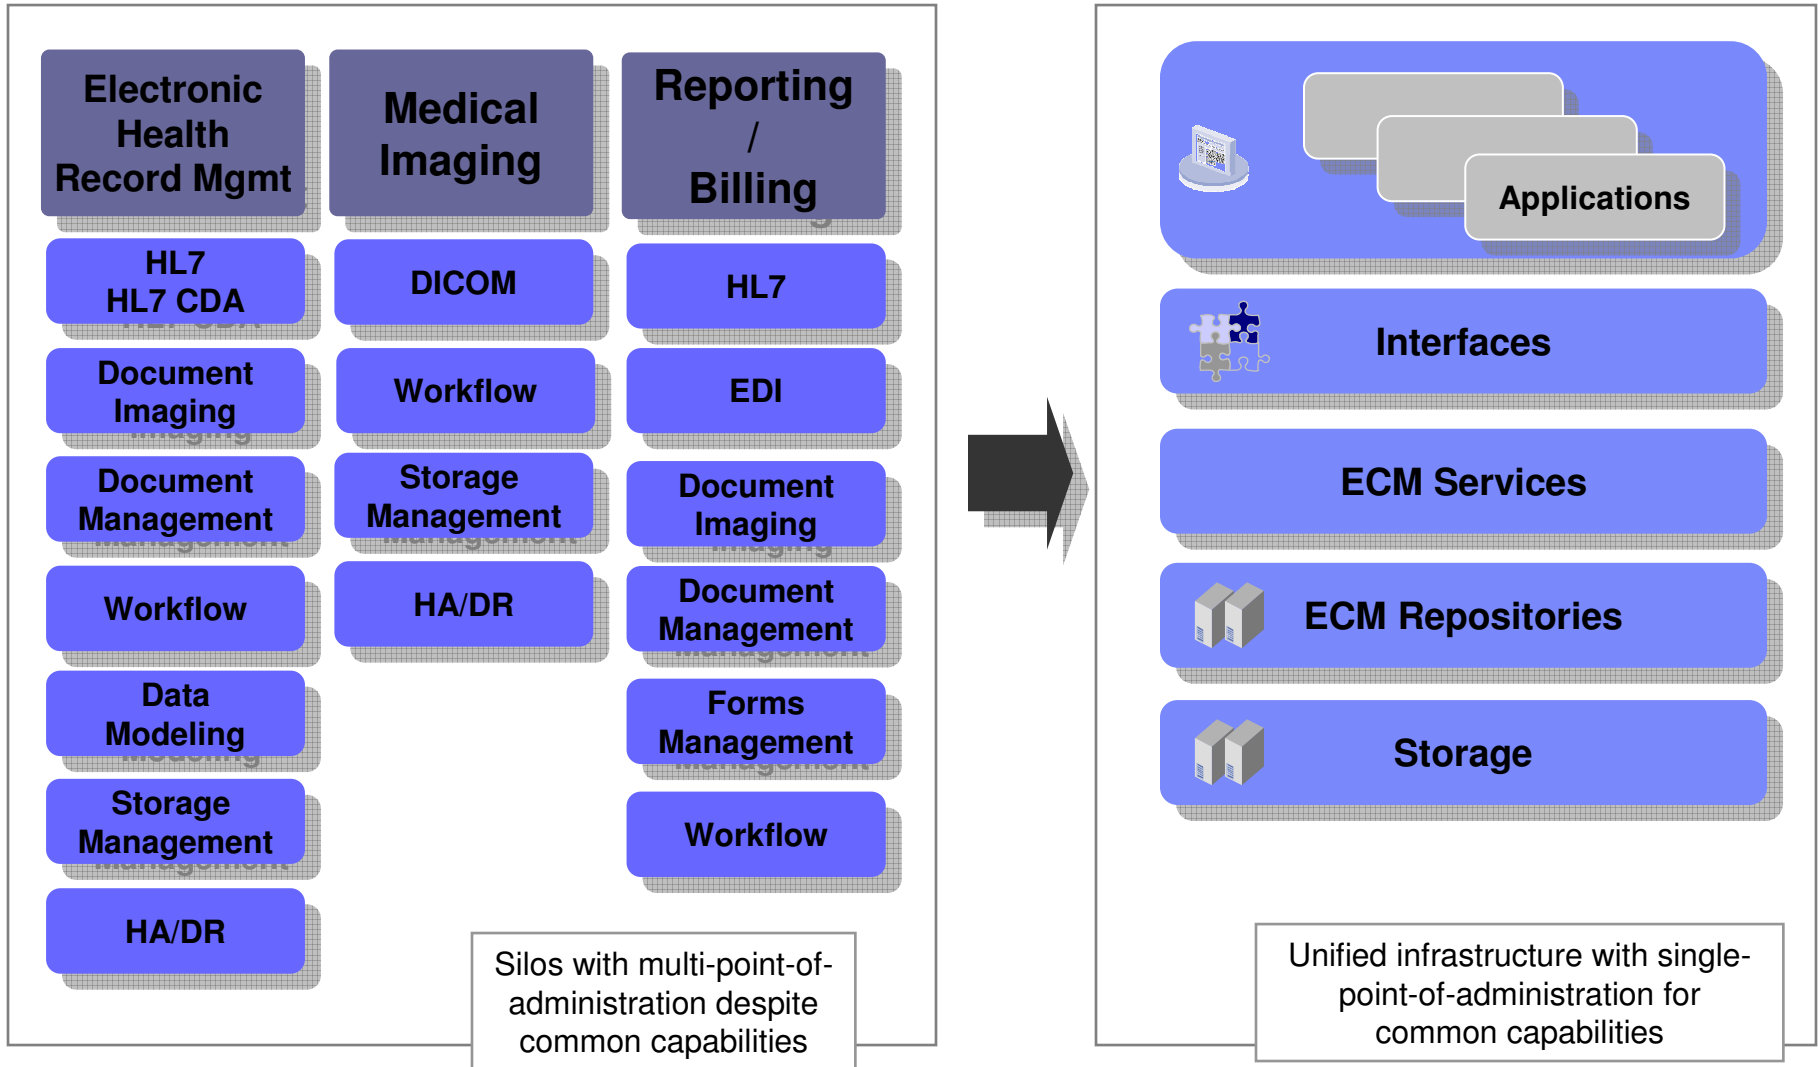 Electronic
Health
Record Mgmt
HL7
HL7 CDA
Document
Imaging
Document
Management
Workflow
Data
Modeling
Storage
Management
HA/DR
Medical
Imaging
DICOM
Workflow
Storage
Management
HA/DR
Reporting
/
Billing
HL7
EDI
Document
Imaging
Document
Management
Forms
Management
Workflow
Silos with multi-point-of-
administration despite
common capabilities
Applications
Interfaces
ECM Services
ECM Repositories
Storage
Unified infrastructure with single-
point-of-administration for
common capabilities